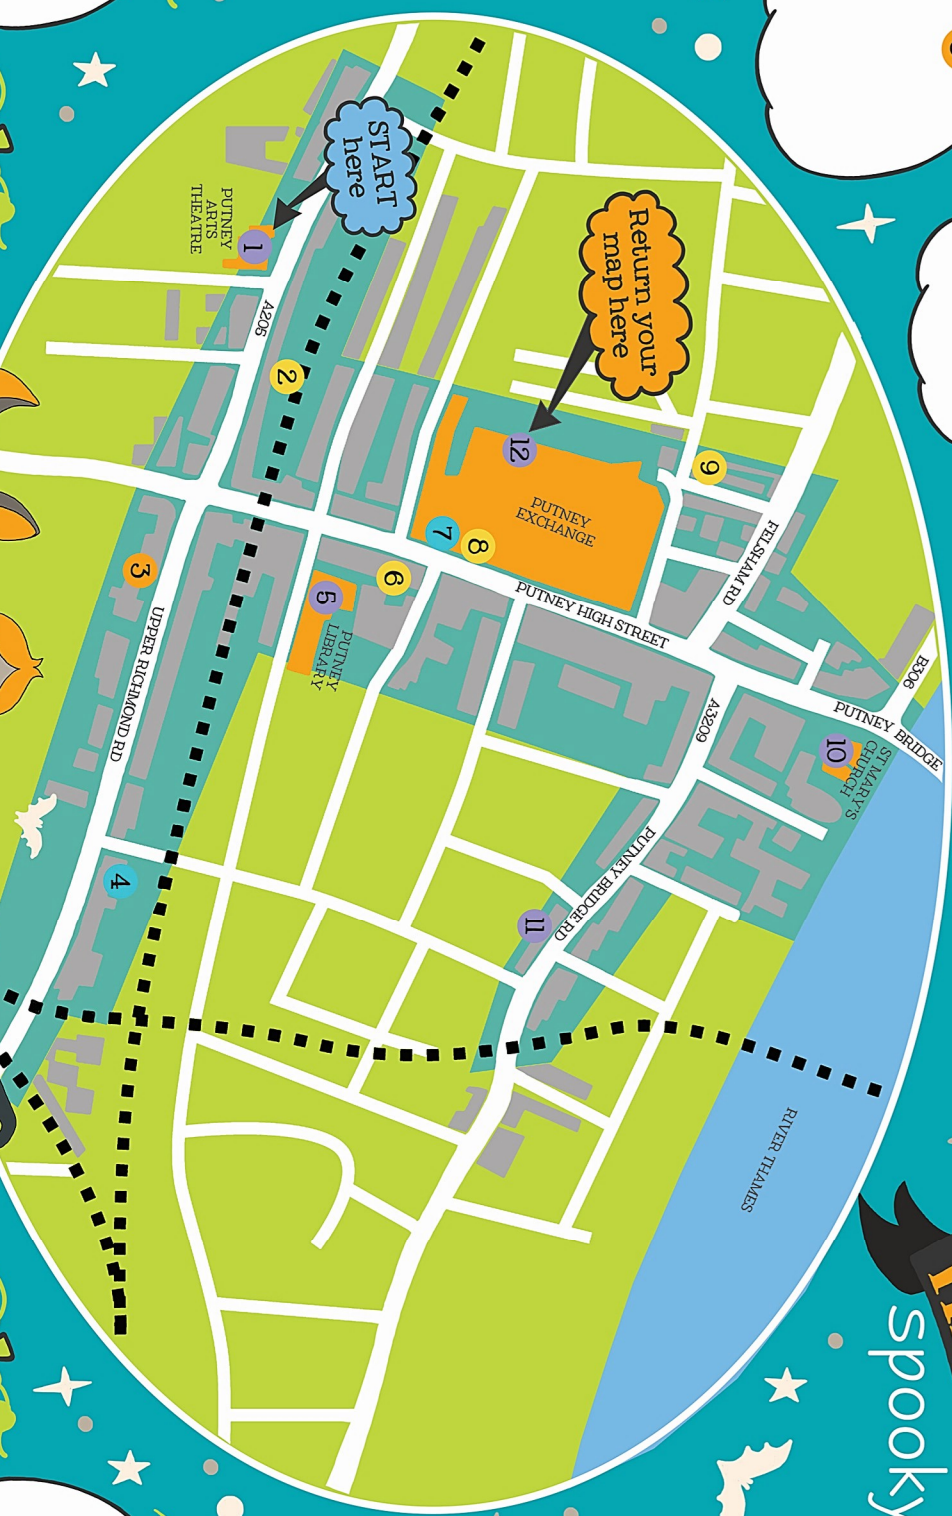 START
here
Return your
map here
PUTNEY
ARTS
THEATRE
1
A205
2
3
UPPER RICHMOND RD
4
5
PUTNEY
LIBRARY
6
7
8
PUTNEY
EXCHANGE
12
9
FELSHAM RD
PUTNEY HIGH STREET
A3209
PUTNEY BRIDGE RD
11
10
ST MARY'S
CHURCH
PUTNEY BRIDGE
B306
RIVER THAMES
spooky